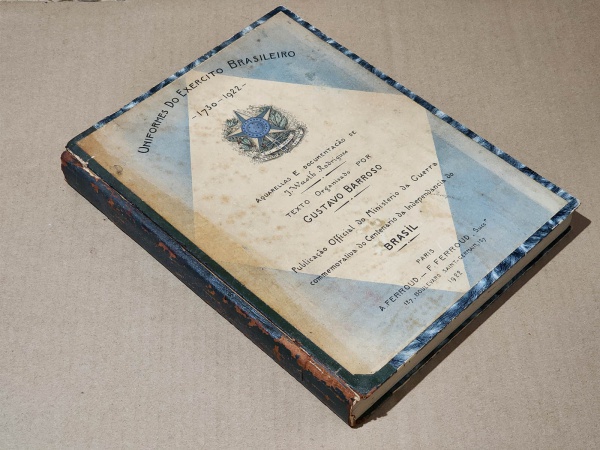 UNIFORMES DO EXERCITO BRASILEIRO
-1730-1922-
AQUARELLAS E DOCUMENTAÇÃO DE
J. Wasth Rodrigues
TEXTO Organizado POR
GUSTAVO BARROSO
Publicação Official do Ministerio da Guerra
commemorativa do Centenario da Independencia do
BRASIL
PARIS
A. FERROUD - F. FERROUD "Succr"
127, BOULEVARD SAINT-GERMAIN, 127
1922